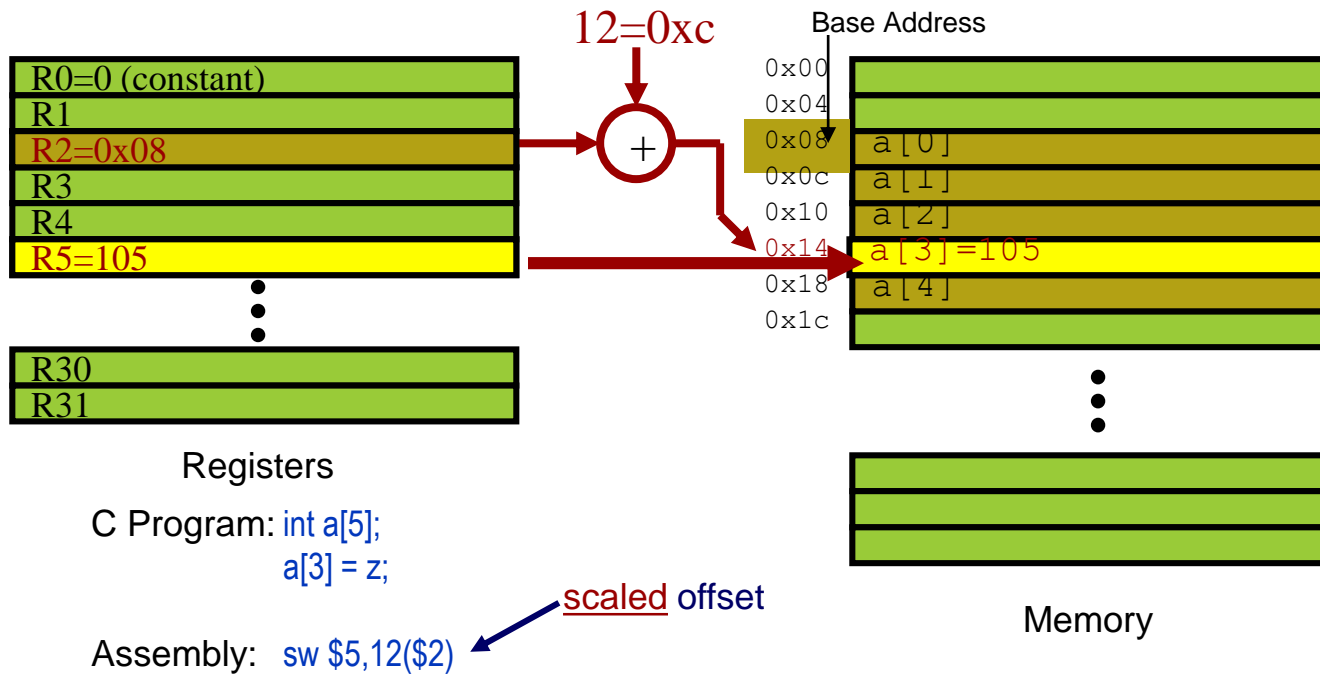 12=0xc
Base Address
R0=0 (constant)
R1
R2=0x08
R3
R4
R5=105
R30
R31
Registers
+
0x00
0x04
0x08
0x0c
0x10
0x14
0x18
0x1c
a[0]
a[1]
a[2]
a[3]=105
a[4]
Memory
C Program: int a[5];
a[3] = z;
scaled offset
Assembly: sw $5,12($2)